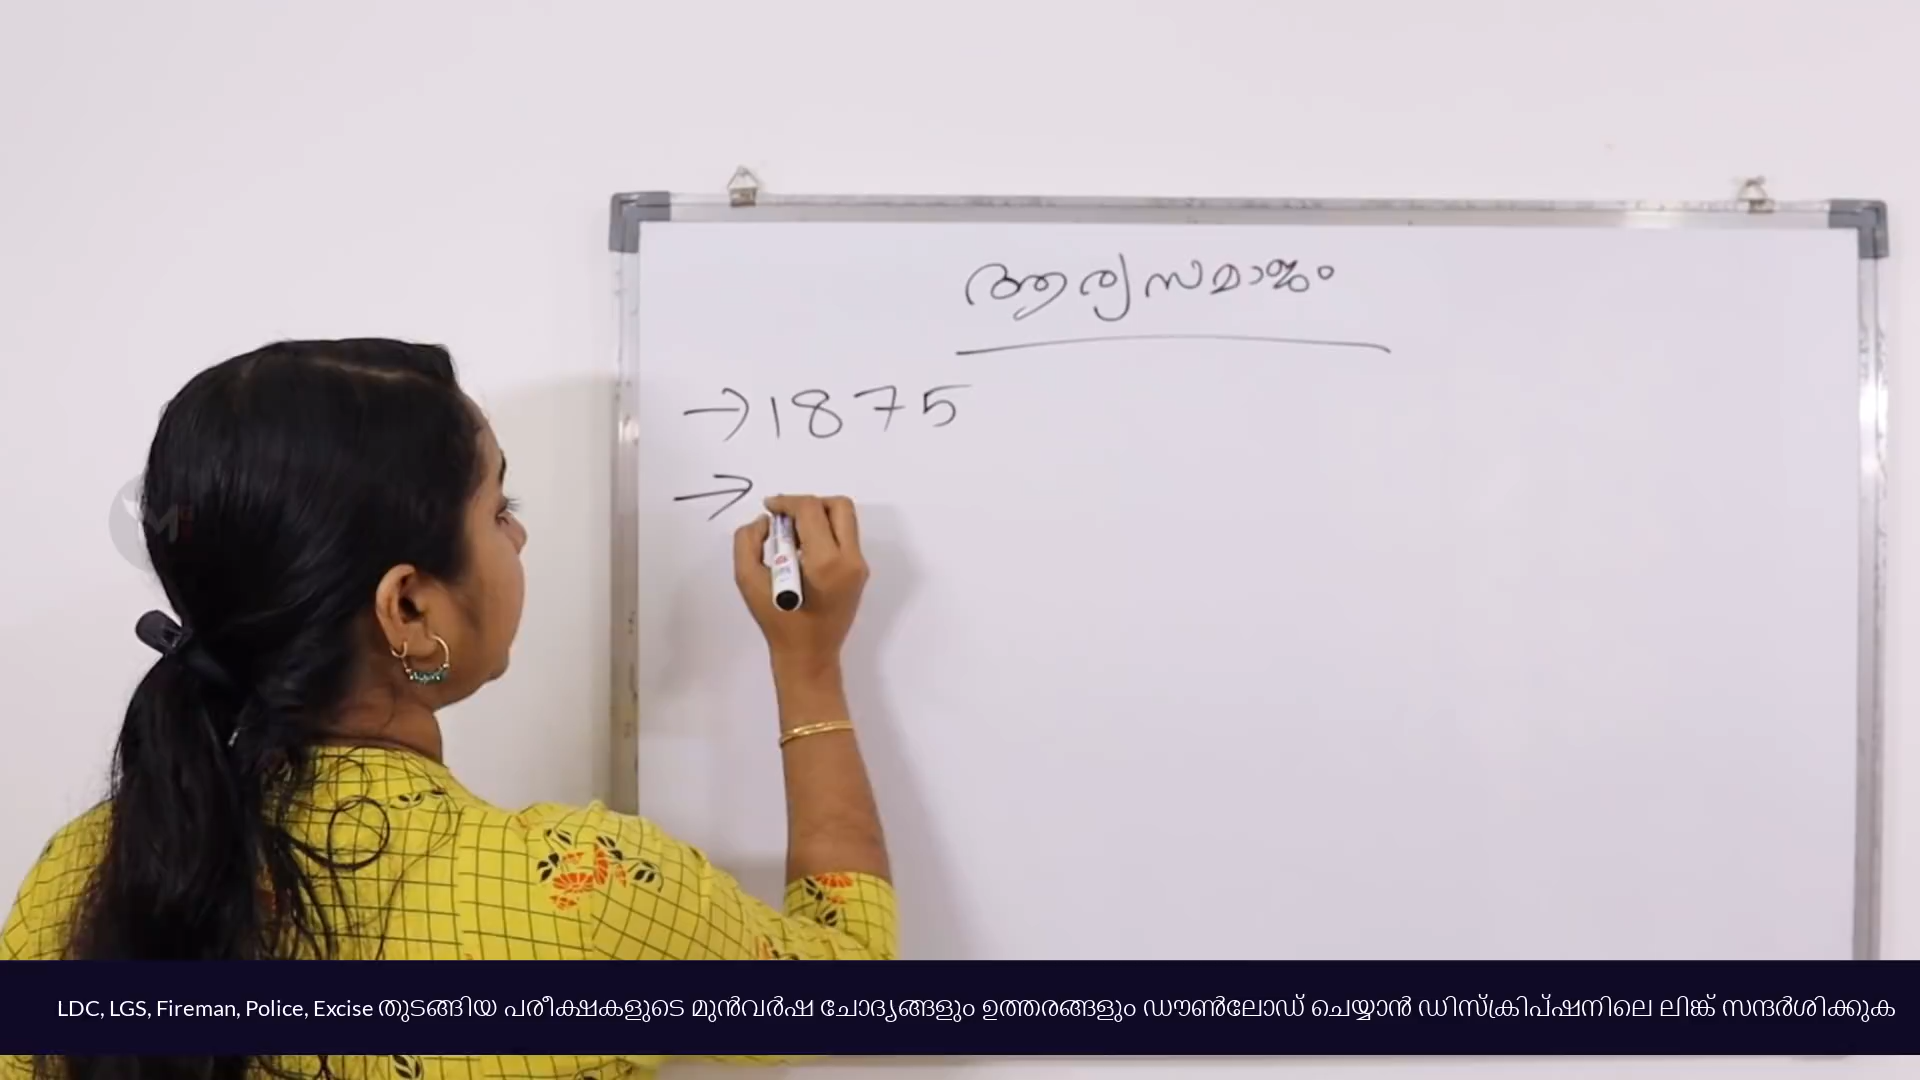 ആര്യസമാജം
→ 1875
→
LDC, LGS, Fireman, Police, Excise തുടങ്ങിയ പരീക്ഷകളുടെ മുൻവർഷ ചോദ്യങ്ങളും ഉത്തരങ്ങളും ഡൗൺലോഡ് ചെയ്യാൻ ഡിസ്ക്രിപ്ഷനിലെ ലിങ്ക് സന്ദർശിക്കുക